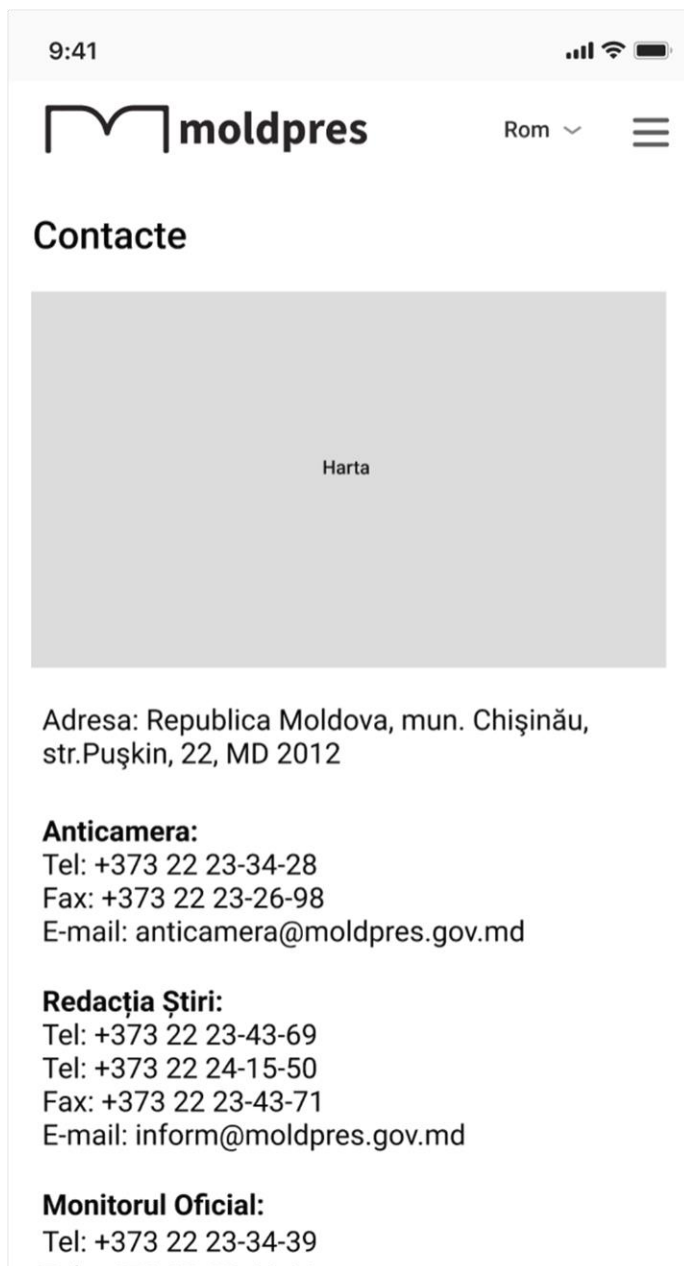 9:41
moldpres
Rom
Contacte
Harta
Adresa: Republica Moldova, mun. Chişinău,
str.Puşkin, 22, MD 2012
Anticamera:
Tel: +373 22 23-34-28
Fax: +373 22 23-26-98
E-mail: anticamera@moldpres.gov.md
Redacția Știri:
Tel: +373 22 23-43-69
Tel: +373 22 24-15-50
Fax: +373 22 23-43-71
E-mail: inform@moldpres.gov.md
Monitorul Oficial:
Tel: +373 22 23-34-39